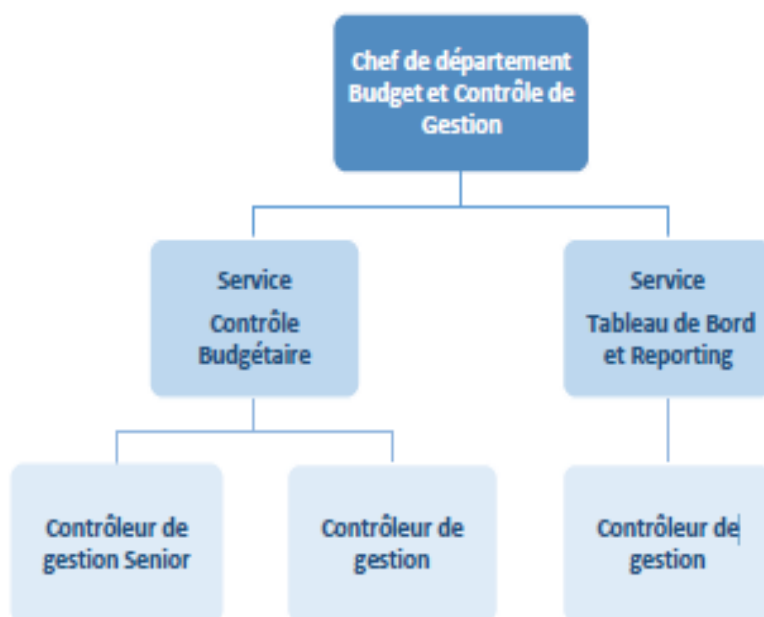 Chef de département
Budget et Contrôle de
Gestion
Service
Contrôle
Budgétaire
Service
Tableau de Bord
et Reporting
Contrôleur de
gestion Senior
Contrôleur de
gestion
Contrôleur de
gestion